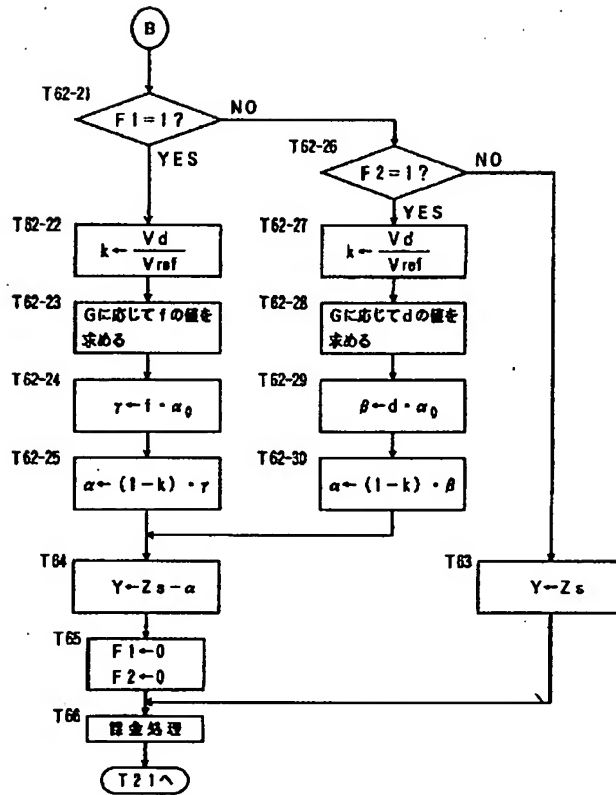 B
T62-21
F1=1?
NO
YES
T62-26
F2=1?
NO
YES
T62-22
k← Vd
Vref
T62-27
k← Vd
Vref
T62-23
Gに応じてfの値を
求める
T62-28
Gに応じてdの値を
求める
T62-24
γ←f・α₀
T62-29
β←d・α₀
T62-25
α←(1-k)・γ
T62-30
α←(1-k)・β
T64
Y←Zs-α
T63
Y←Zs
T65
F1←0
F2←0
T66
課金処理
T21へ